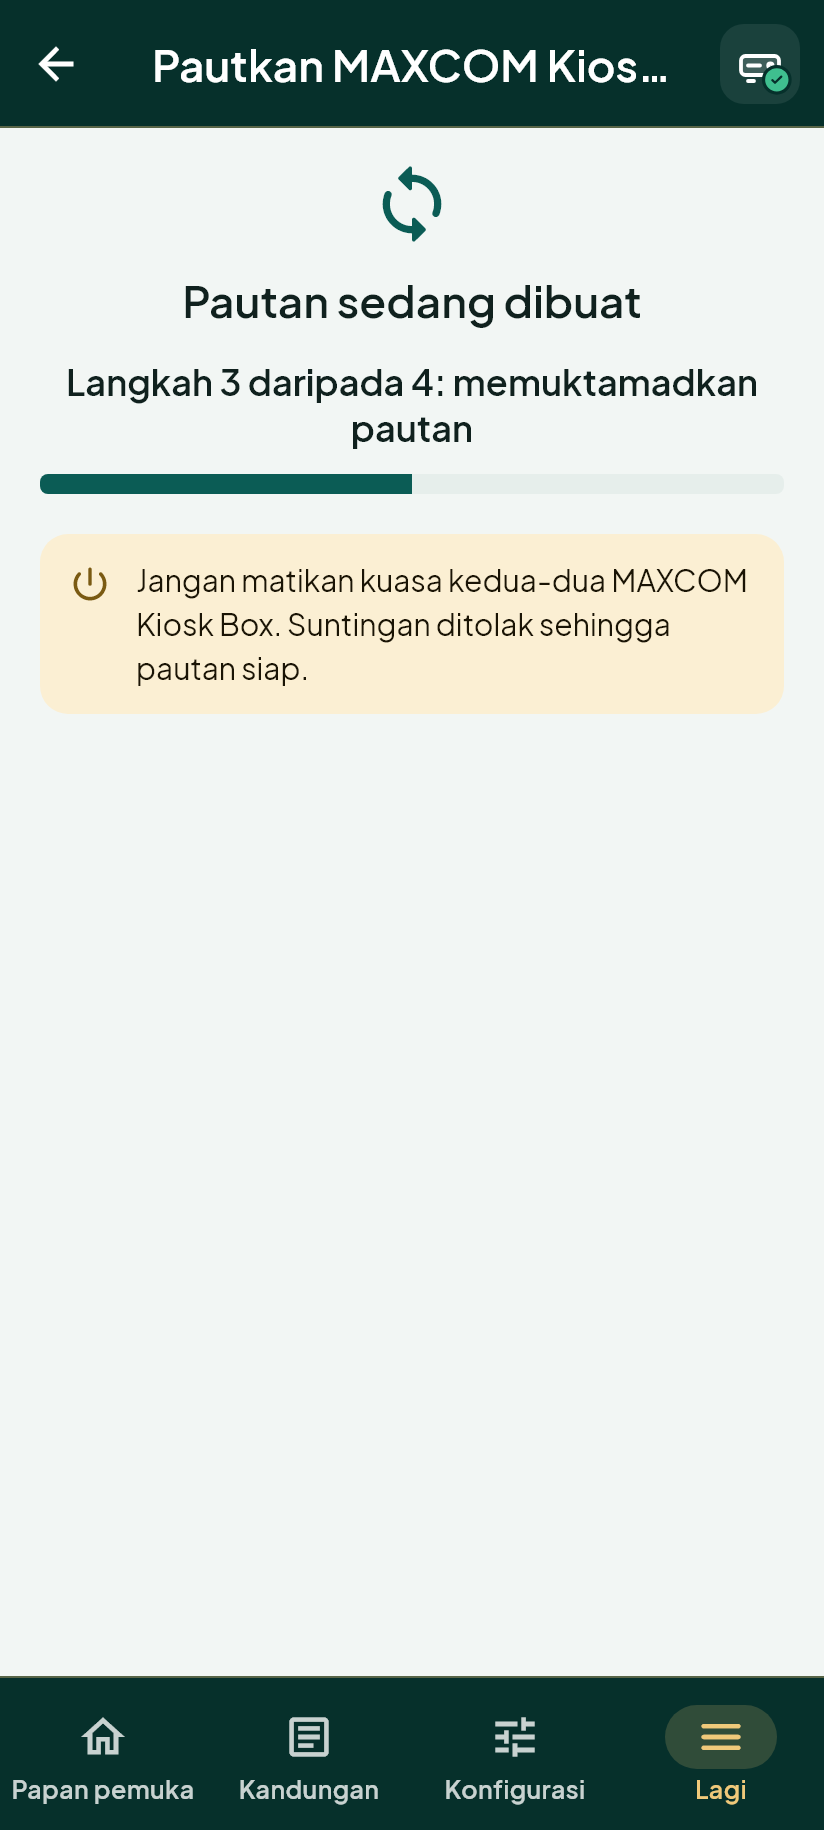 Pautkan MAXCOM Kios...
Pautan sedang dibuat
Langkah 3 daripada 4: memuktamadkan
pautan
Jangan matikan kuasa kedua-dua MAXCOM
Kiosk Box. Suntingan ditolak sehingga
pautan siap.
Papan pemuka
Kandungan
Konfigurasi
Lagi